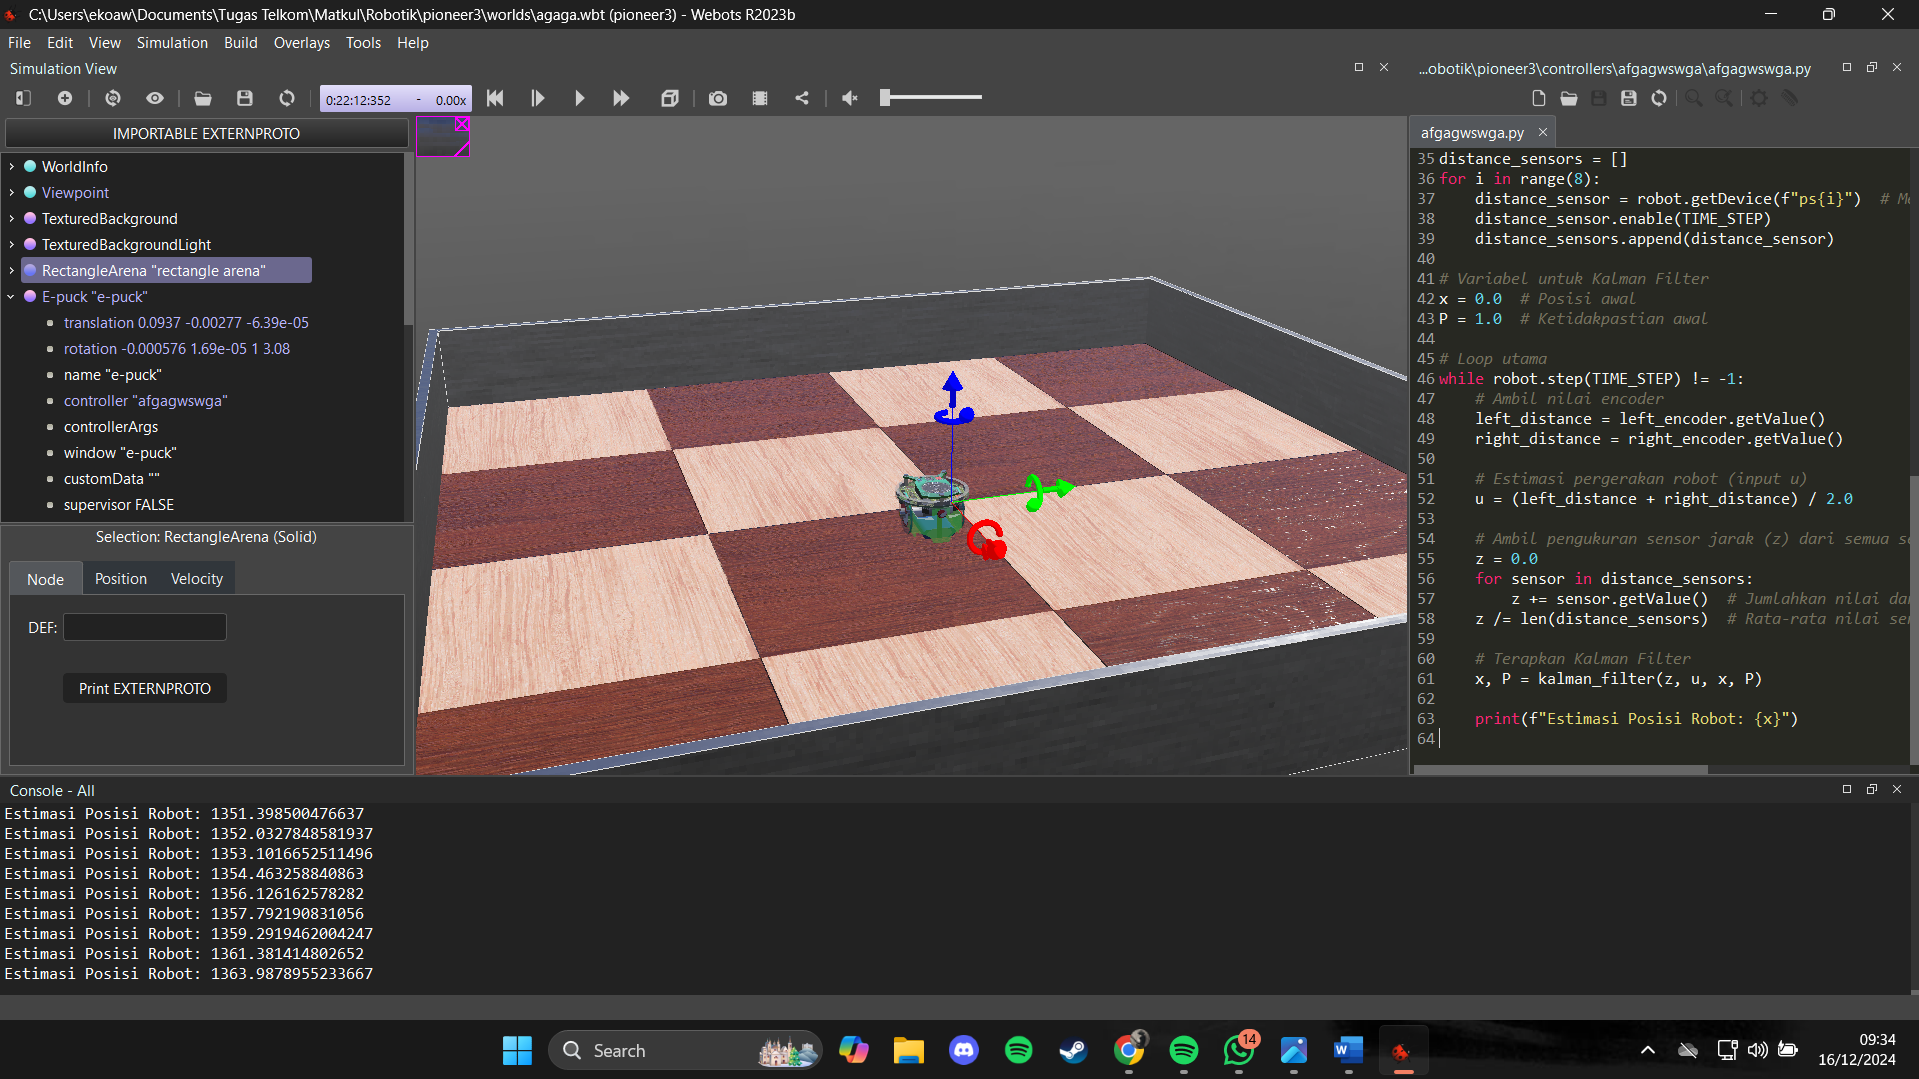 C:\Users\ekoaw\Documents\Tugas Telkom\Matkul\Robotik\pioneer3\worlds\agaga.wbt (pioneer3) - Webots R2023b
File Edit View Simulation Build Overlays Tools Help
Simulation View
0:22:12:352 - 0.00x
IMPORTABLE EXTERNPROTO
WorldInfo
Viewpoint
TexturedBackground
TexturedBackgroundLight
RectangleArena "rectangle arena"
E-puck "e-puck"
translation 0.0937 -0.00277 -6.39e-05
rotation -0.000576 1.69e-05 1 3.08
name "e-puck"
controller "afgagwswga"
controllerArgs
window "e-puck"
customData ""
supervisor FALSE
Selection: RectangleArena (Solid)
Node Position Velocity
DEF:
Print EXTERNPROTO
...obotik\pioneer3\controllers\afgagwswga\afgagwswga.py
afgagwswga.py
35 distance_sensors = []
36 for i in range(8):
37 distance_sensor = robot.getDevice(f"ps{i}") # M
38 distance_sensor.enable(TIME_STEP)
39 distance_sensors.append(distance_sensor)
40
41 # Variabel untuk Kalman Filter
42 x = 0.0 # Posisi awal
43 P = 1.0 # Ketidakpastian awal
44
45 # Loop utama
46 while robot.step(TIME_STEP) != -1:
47 # Ambil nilai encoder
48 left_distance = left_encoder.getValue()
49 right_distance = right_encoder.getValue()
50
51 # Estimasi pergerakan robot (input u)
52 u = (left_distance + right_distance) / 2.0
53
54 # Ambil pengukuran sensor jarak (z) dari semua se
55 z = 0.0
56 for sensor in distance_sensors:
57 z += sensor.getValue() # Jumlahkan nilai da
58 z /= len(distance_sensors) # Rata-rata nilai se
59
60 # Terapkan Kalman Filter
61 x, P = kalman_filter(z, u, x, P)
62
63 print(f"Estimasi Posisi Robot: {x}")
64
Console - All
Estimasi Posisi Robot: 1351.398500476637
Estimasi Posisi Robot: 1352.0327848581937
Estimasi Posisi Robot: 1353.1016652511496
Estimasi Posisi Robot: 1354.463258840863
Estimasi Posisi Robot: 1356.126162578282
Estimasi Posisi Robot: 1357.792190831056
Estimasi Posisi Robot: 1359.2919462004247
Estimasi Posisi Robot: 1361.381414802652
Estimasi Posisi Robot: 1363.9878955233667
Search
14
09:34
16/12/2024